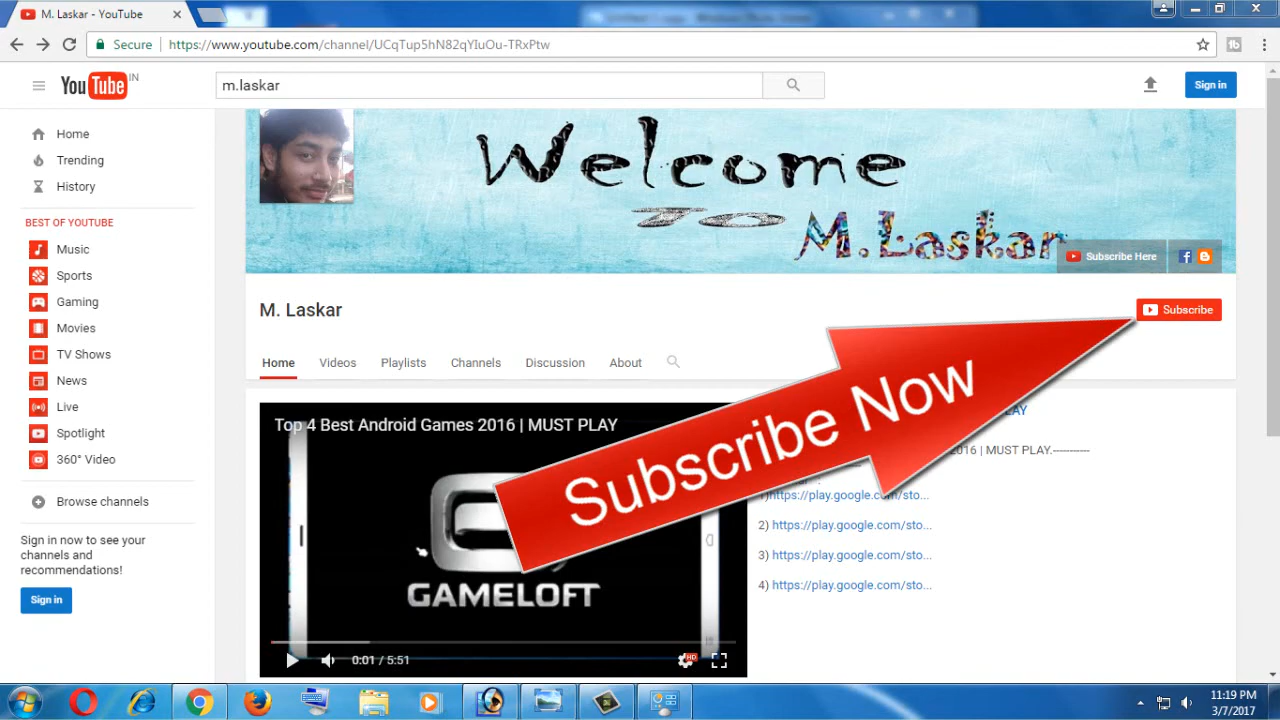 M. Laskar - YouTube
Secure
https://www.youtube.com/channel/UCqTup5hN82qYIuOu-TRxPtw
YouTube IN
m.laskar
Sign in
Home
Trending
History
BEST OF YOUTUBE
Music
Sports
Gaming
Movies
TV Shows
News
Live
Spotlight
360° Video
Browse channels
Sign in now to see your
channels and
recommendations!
Sign in
Welcome
TO
M.Laskar
Subscribe Here
M. Laskar
Subscribe
Home Videos Playlists Channels Discussion About
Top 4 Best Android Games 2016 | MUST PLAY
GAMELOFT
0:01 / 5:51
HD
Subscribe Now
| MUST PLAY.----------
1)https://play.google.com/sto...
2) https://play.google.com/sto...
3) https://play.google.com/sto...
4) https://play.google.com/sto...
11:19 PM
3/7/2017